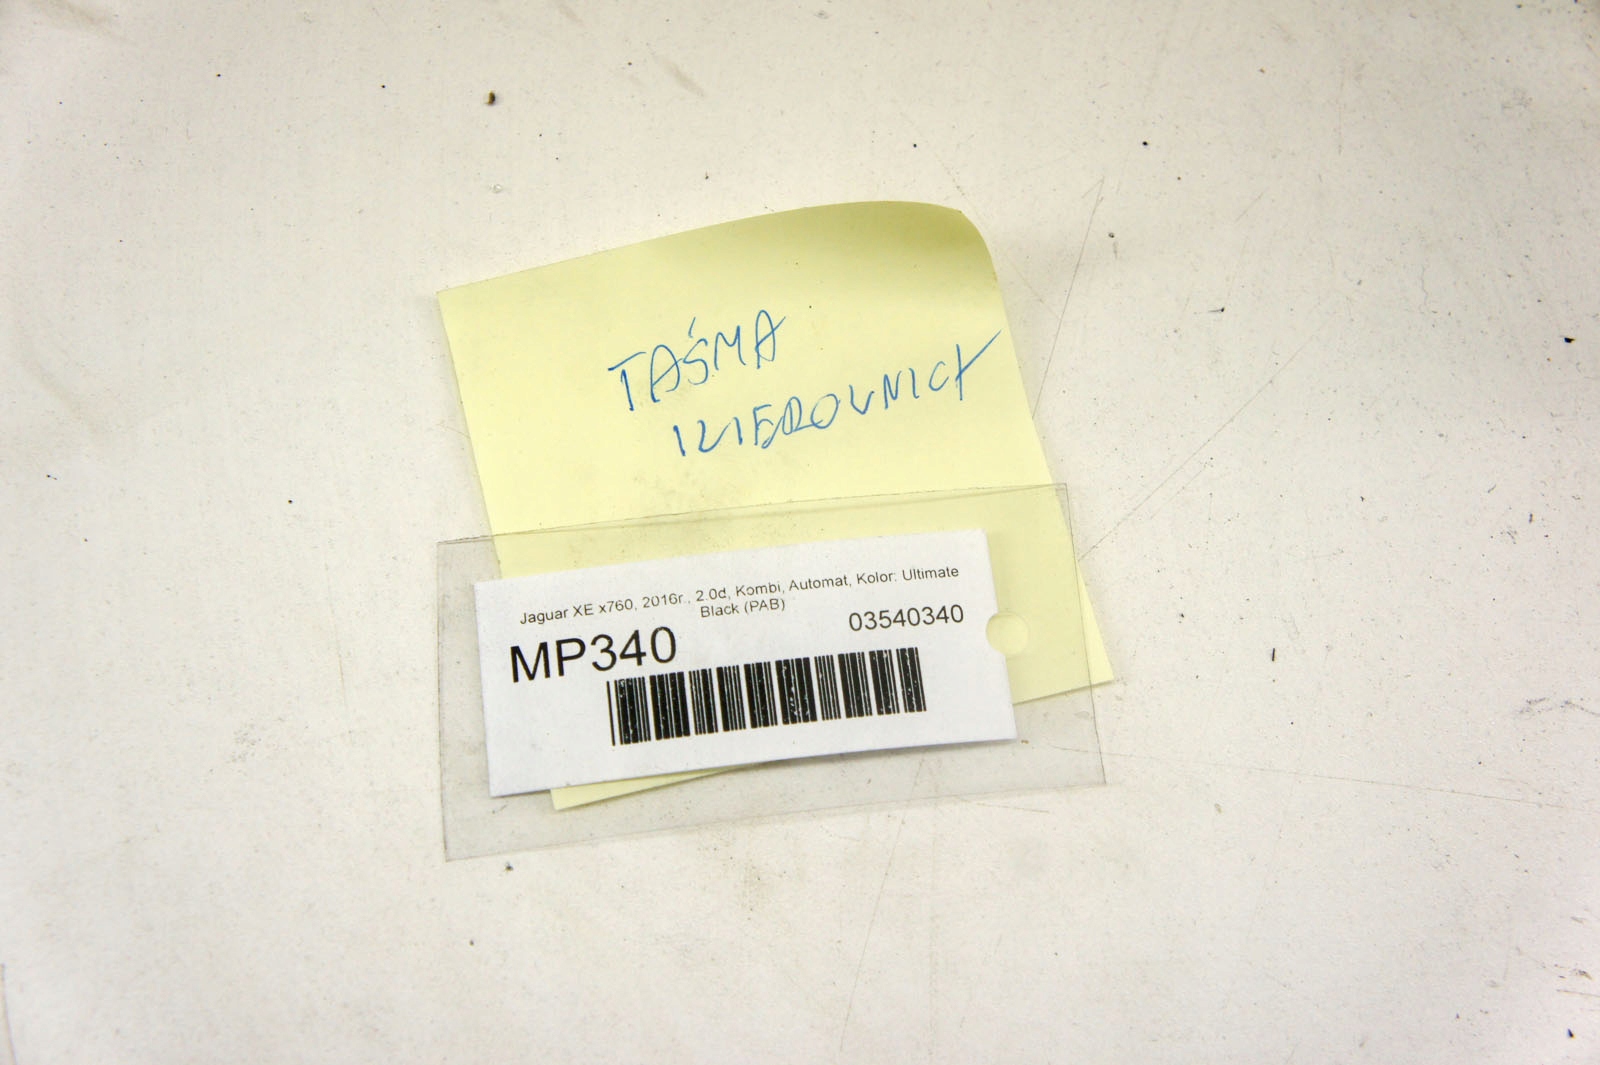 TAŚMA
KIEROWNICY
Jaguar XE x760, 2016r., 2.0d, Kombi, Automat, Kolor: Ultimate
Black (PAB)
MP340
03540340